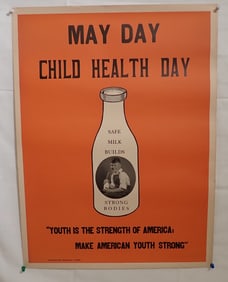 MAY DAY
CHILD HEALTH DAY
SAFE
MILK
BUILDS
STRONG
BODIES
"YOUTH IS THE STRENGTH OF AMERICA:
MAKE AMERICAN YOUTH STRONG"